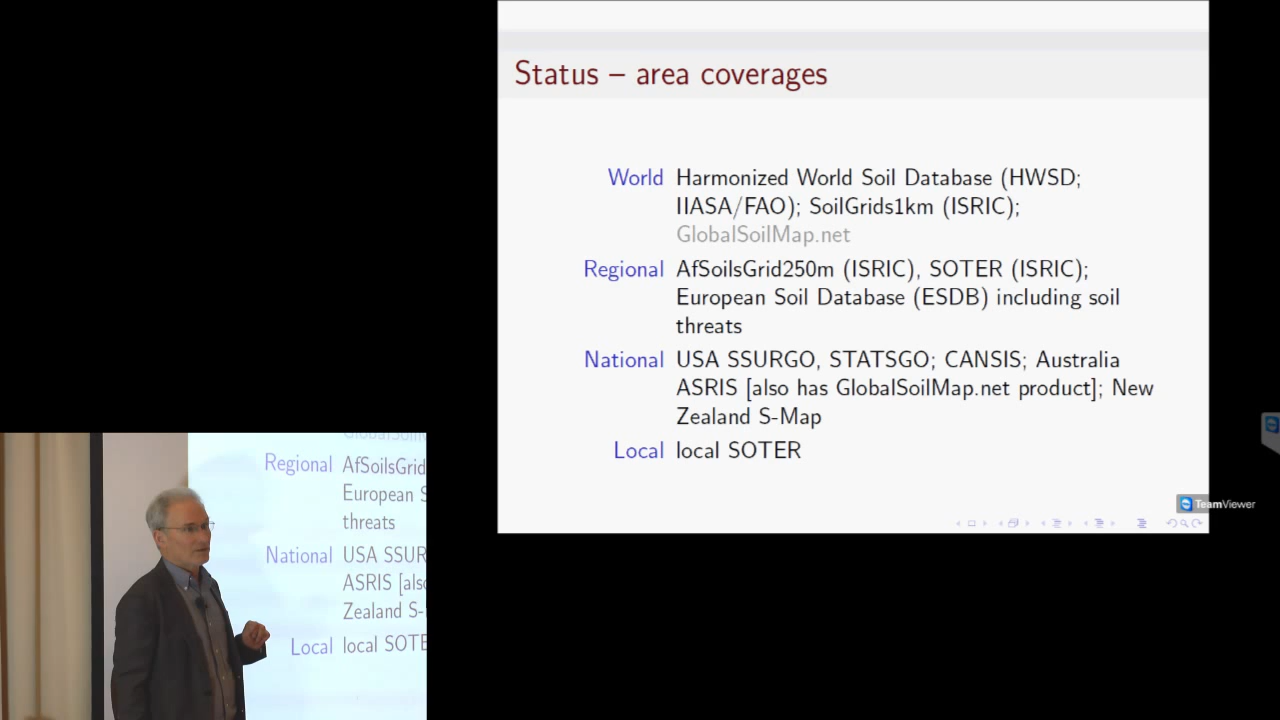 Status – area coverages
World Harmonized World Soil Database (HWSD;
IIASA/FAO); SoilGrids1km (ISRIC);
GlobalSoilMap.net
Regional AfSoilsGrid250m (ISRIC), SOTER (ISRIC);
European Soil Database (ESDB) including soil
threats
National USA SSURGO, STATSGO; CANSIS; Australia
ASRIS [also has GlobalSoilMap.net product]; New
Zealand S-Map
Local local SOTER
TeamViewer
Regional AfSoilsGrid
European S
threats
National USA SSUR
ASRIS [also
Zealand S-
Local local SOTE